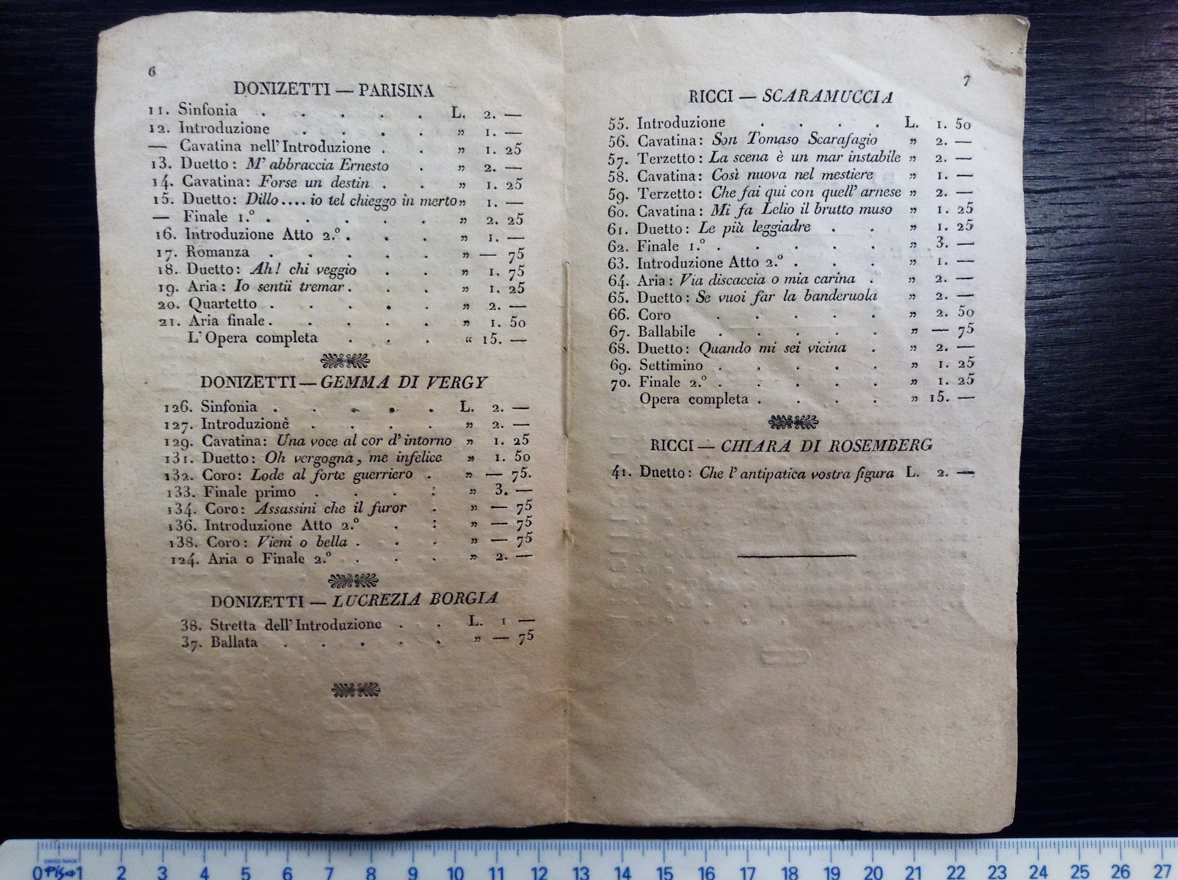 6
DONIZETTI — PARISINA
11. Sinfonia . . . . . L. 2. —
12. Introduzione . . . . „ 1. —
— Cavatina nell'Introduzione . . „ 1. 25
13. Duetto: M' abbraccia Ernesto . „ 2. —
14. Cavatina: Forse un destin . . „ 1. 25
15. Duetto: Dillo.... io tel chieggo in merto „ 1. —
— Finale 1.° . . . . . „ 2. 25
16. Introduzione Atto 2.° . . . „ 1. —
17. Romanza . . . . . „ — 75
18. Duetto: Ah! chi veggio . . „ 1. 75
19. Aria: Io sentii tremar . . . „ 1. 25
20. Quartetto . . . . . „ 2. —
21. Aria finale . . . . . „ 1. 50
L'Opera completa . . . “ 15. —
DONIZETTI — GEMMA DI VERGY
126. Sinfonia . . . . . L. 2. —
127. Introduzionè . . . . „ 2. —
129. Cavatina: Una voce al cor d' intorno „ 1. 25
131. Duetto: Oh vergogna, me infelice „ 1. 50
132. Coro: Lode al forte guerriero . „ — 75.
133. Finale primo . . . : „ 3. —
134. Coro: Assassini che il furor . „ — 75
136. Introduzione Atto 2.° . : „ — 75
138. Coro: Vieni o bella . . . „ — 75
124. Aria o Finale 2.° . . . „ 2. —
DONIZETTI — LUCREZIA BORGIA
38. Stretta dell'Introduzione . . L. 1 —
37. Ballata . . . . . „ — 75
7
RICCI — SCARAMUCCIA
55. Introduzione . . . . L. 1. 50
56. Cavatina: Son Tomaso Scarafagio „ 2. —
57. Terzetto: La scena è un mar instabile „ 2. —
58. Cavatina: Così nuova nel mestiere „ 1. —
59. Terzetto: Che fai qui con quell' arnese „ 2. —
60. Cavatina: Mi fa Lelio il brutto muso „ 1. 25
61. Duetto: Le più leggiadre . . „ 1. 25
62. Finale 1.° . . . . . „ 3. —
63. Introduzione Atto 2.° . . . „ 1. —
64. Aria: Via discaccia o mia carina . „ 2. —
65. Duetto: Se vuoi far la banderuola „ 2. —
66. Coro . . . . . „ 2. 50
67. Ballabile . . . . . „ — 75
68. Duetto: Quando mi sei vicina . „ 2. —
69. Settimino . . . . . „ 1. 25
70. Finale 2.° . . . . . „ 1. 25
Opera completa . . . . „ 15. —
RICCI — CHIARA DI ROSEMBERG
41. Duetto: Che l' antipatica vostra figura L. 2. —
0 1 2 3 4 5 6 7 8 9 10 11 12 13 14 15 16 17 18 19 20 21 22 23 24 25 26 27